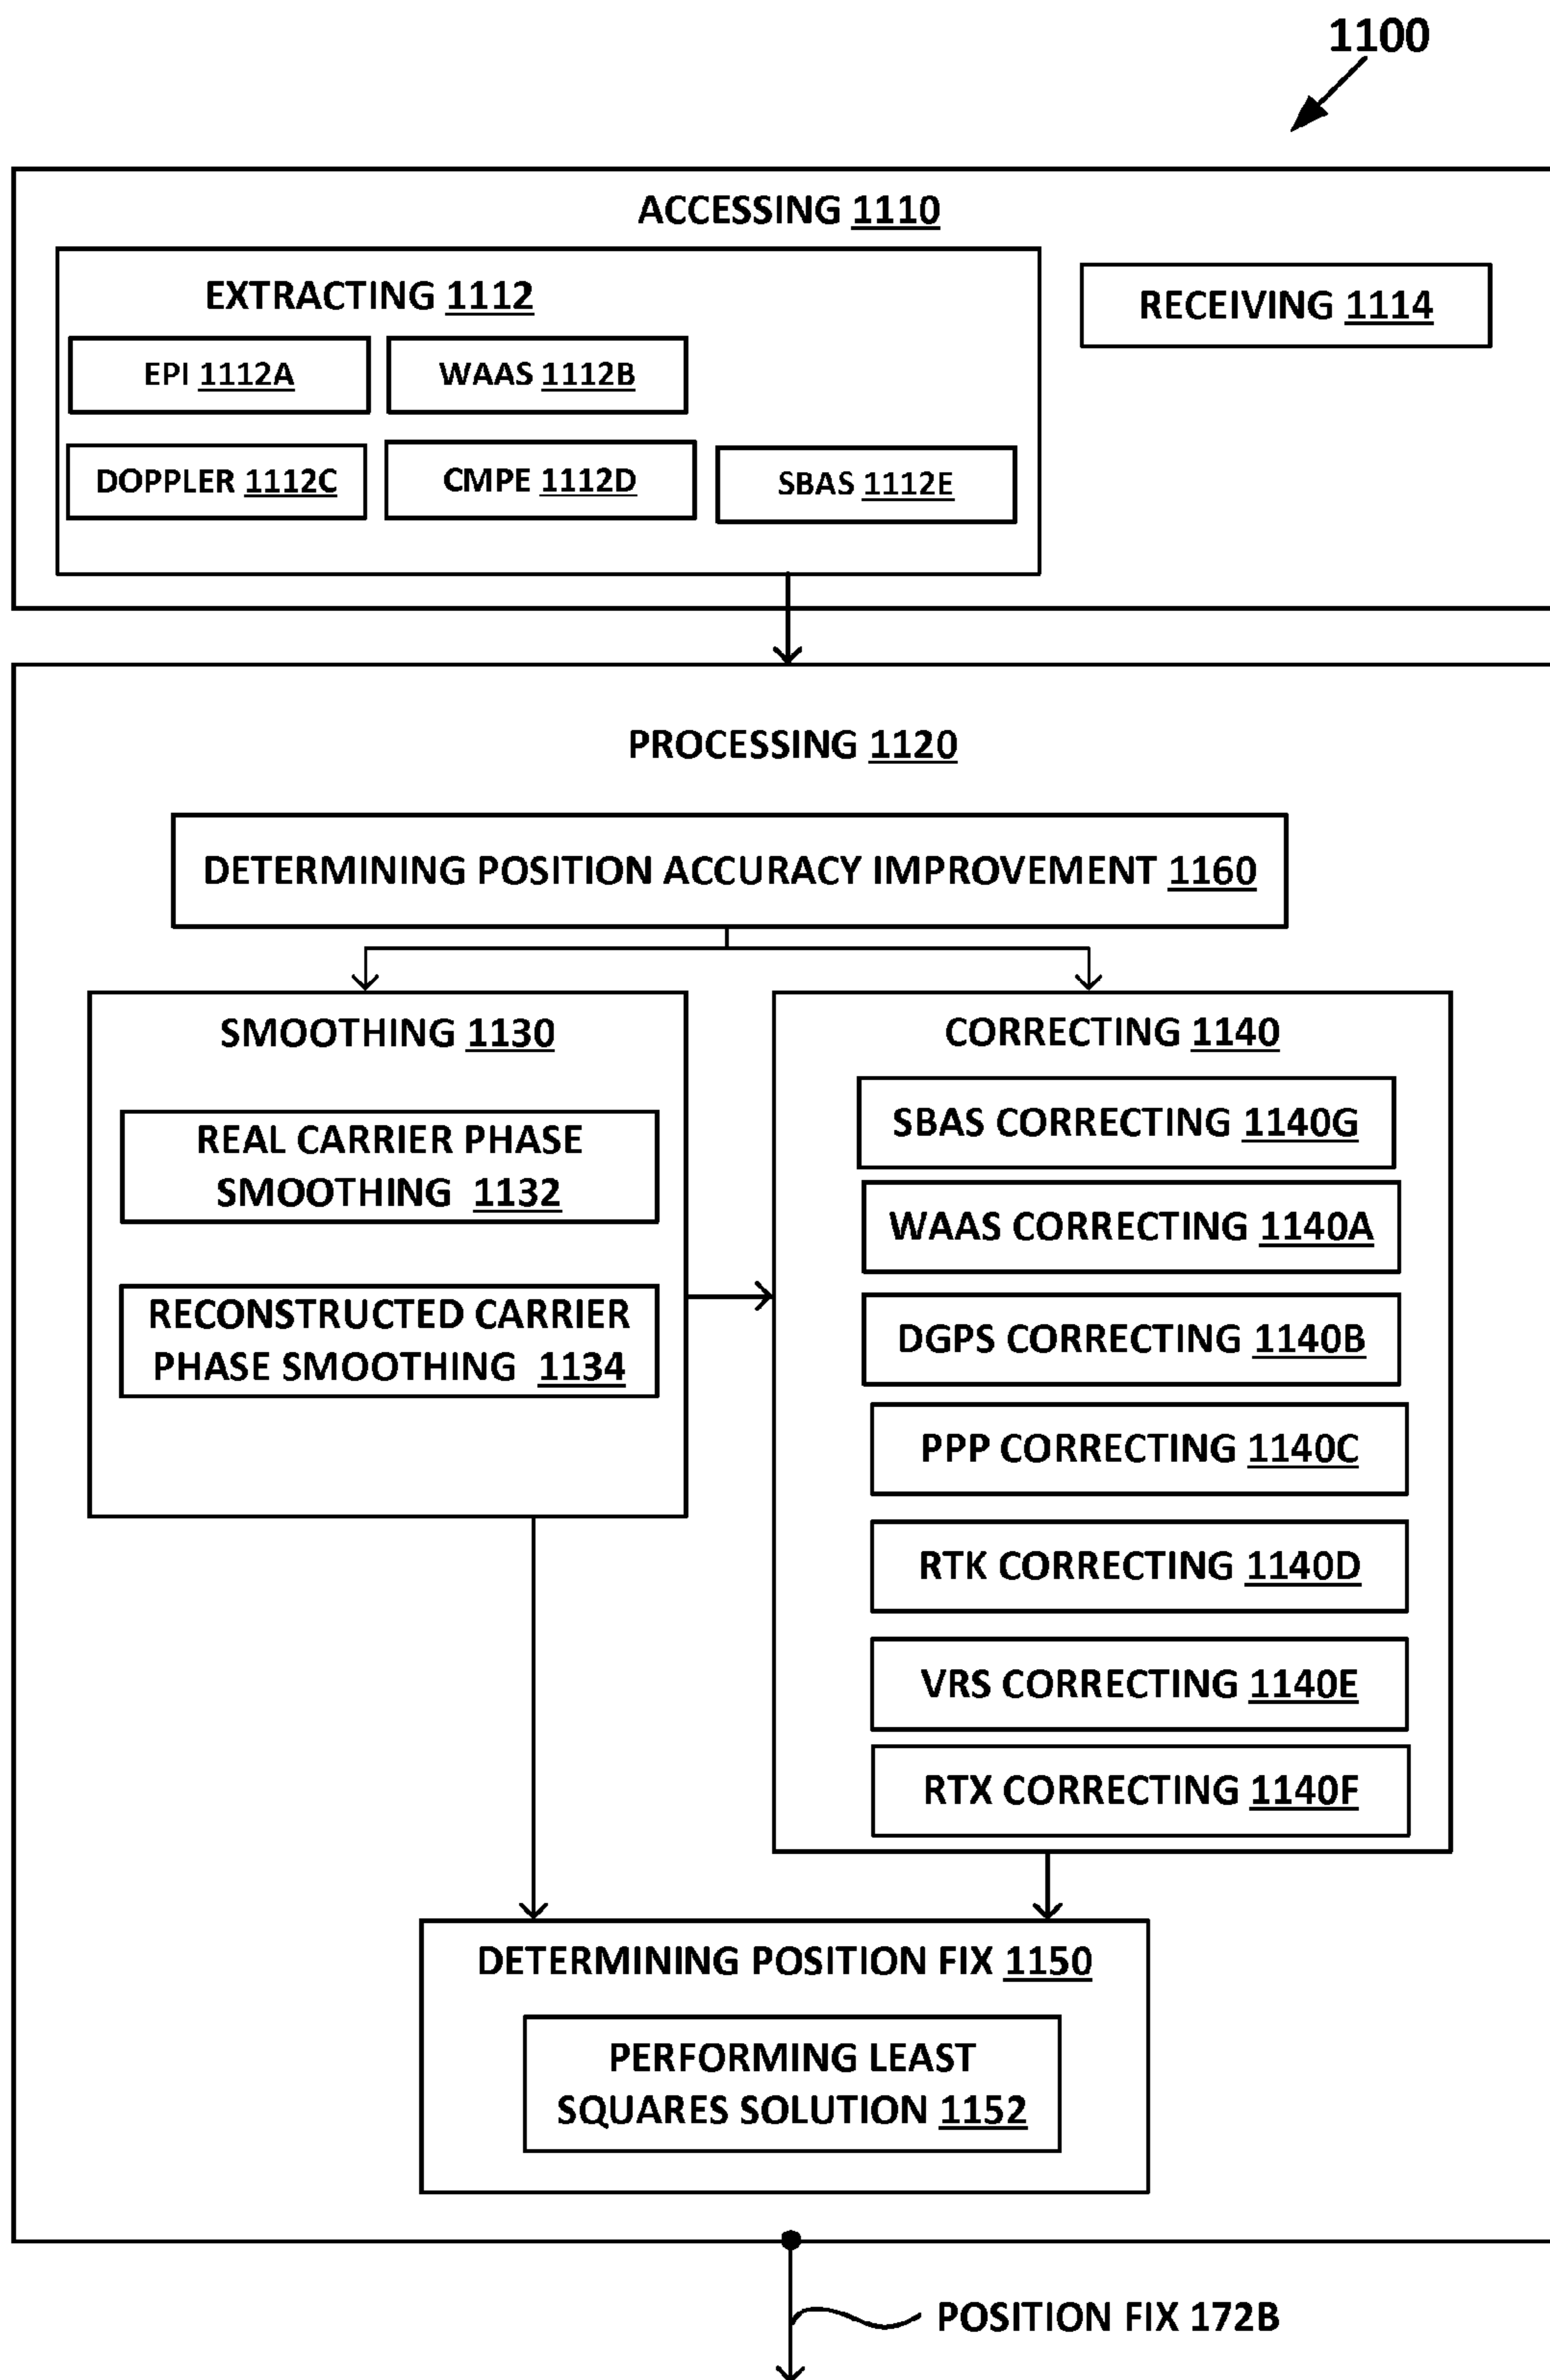 1100
ACCESSING 1110
EXTRACTING 1112
RECEIVING 1114
EPI 1112A
WAAS 1112B
DOPPLER 1112C
CMPE 1112D
SBAS 1112E
PROCESSING 1120
DETERMINING POSITION ACCURACY IMPROVEMENT 1160
SMOOTHING 1130
REAL CARRIER PHASE
SMOOTHING 1132
RECONSTRUCTED CARRIER
PHASE SMOOTHING 1134
CORRECTING 1140
SBAS CORRECTING 1140G
WAAS CORRECTING 1140A
DGPS CORRECTING 1140B
PPP CORRECTING 1140C
RTK CORRECTING 1140D
VRS CORRECTING 1140E
RTX CORRECTING 1140F
DETERMINING POSITION FIX 1150
PERFORMING LEAST
SQUARES SOLUTION 1152
POSITION FIX 172B